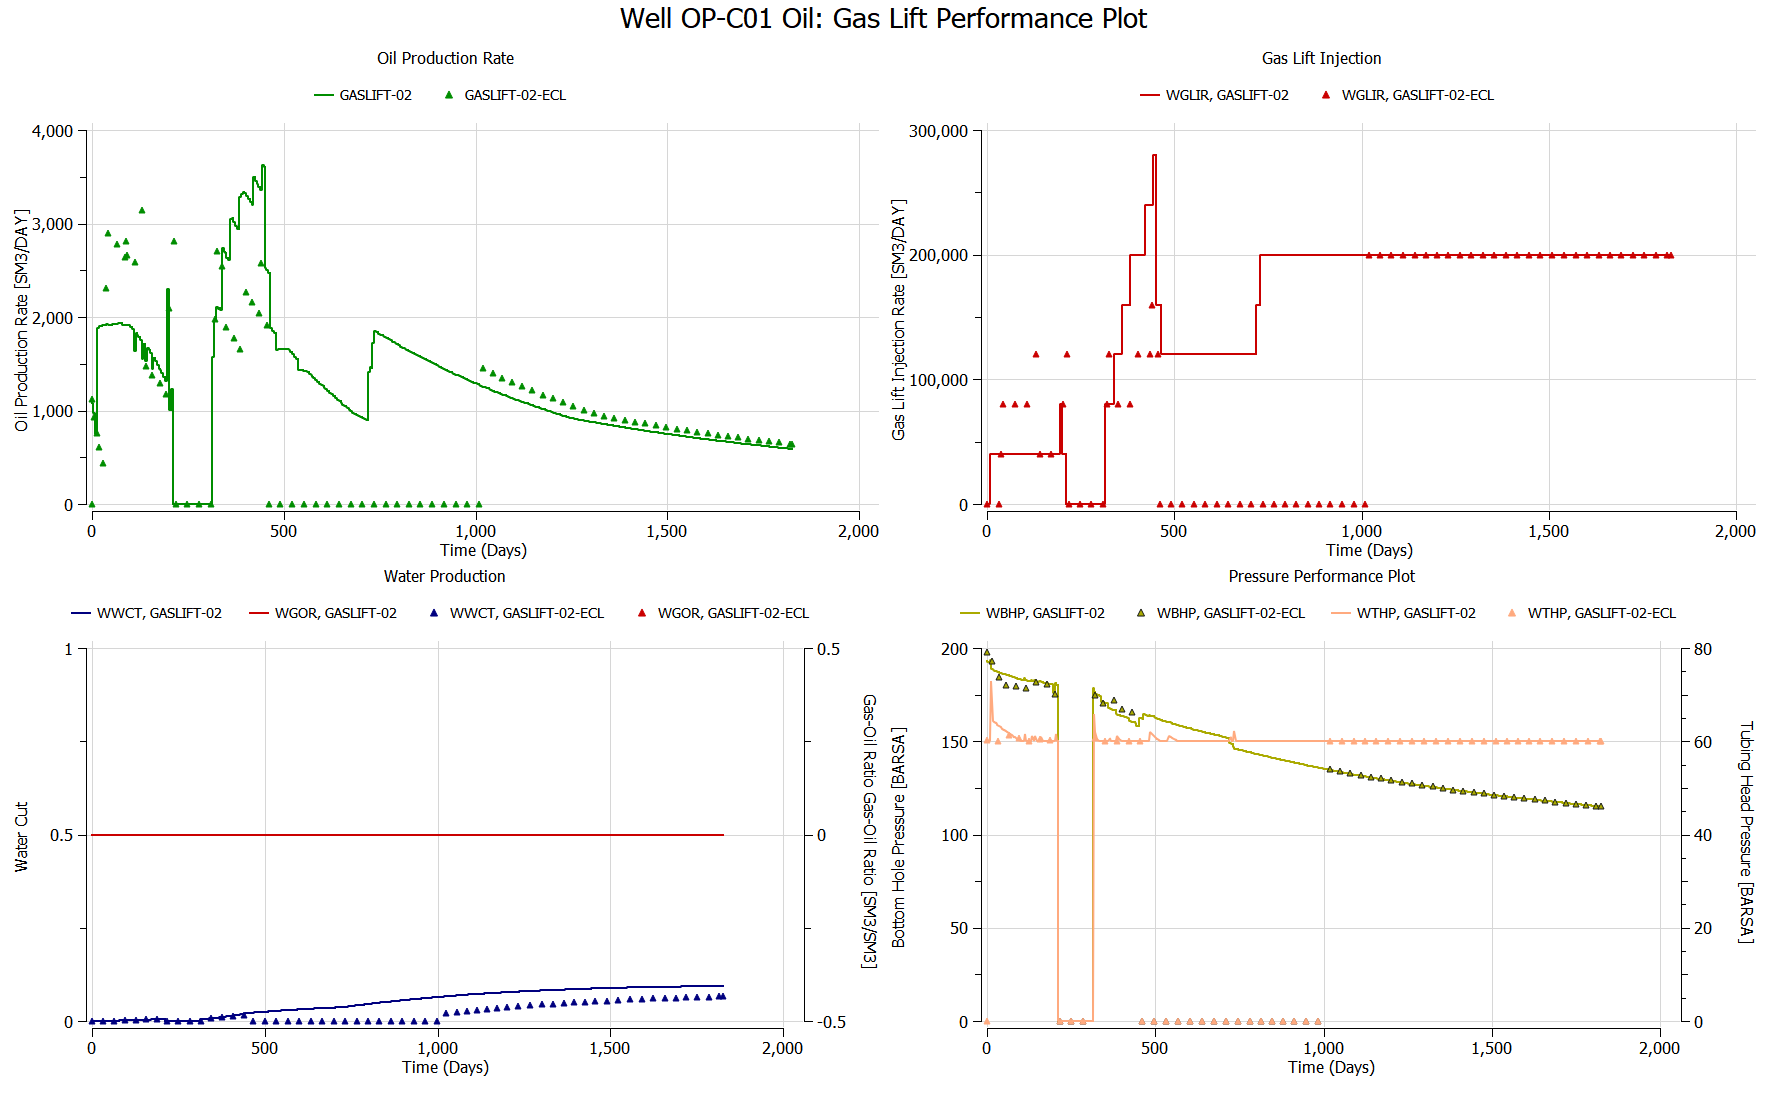 Well OP-C01 Oil: Gas Lift Performance Plot
Oil Production Rate
GASLIFT-02 GASLIFT-02-ECL
4,000
3,000
2,000
1,000
0
Oil Production Rate [SM3/DAY]
0 500 1,000 1,500 2,000
Time (Days)
Gas Lift Injection
WGLIR, GASLIFT-02 WGLIR, GASLIFT-02-ECL
300,000
200,000
100,000
0
Gas Lift Injection Rate [SM3/DAY]
0 500 1,000 1,500 2,000
Time (Days)
Water Production
WWCT, GASLIFT-02 WGOR, GASLIFT-02 WWCT, GASLIFT-02-ECL WGOR, GASLIFT-02-ECL
1
0.5
0
Water Cut
0.5
0
-0.5
Gas-Oil Ratio Gas-Oil Ratio [SM3/SM3]
0 500 1,000 1,500 2,000
Time (Days)
Pressure Performance Plot
WBHP, GASLIFT-02 WBHP, GASLIFT-02-ECL WTHP, GASLIFT-02 WTHP, GASLIFT-02-ECL
200
150
100
50
0
Bottom Hole Pressure [BARSA]
80
60
40
20
0
Tubing Head Pressure [BARSA]
0 500 1,000 1,500 2,000
Time (Days)